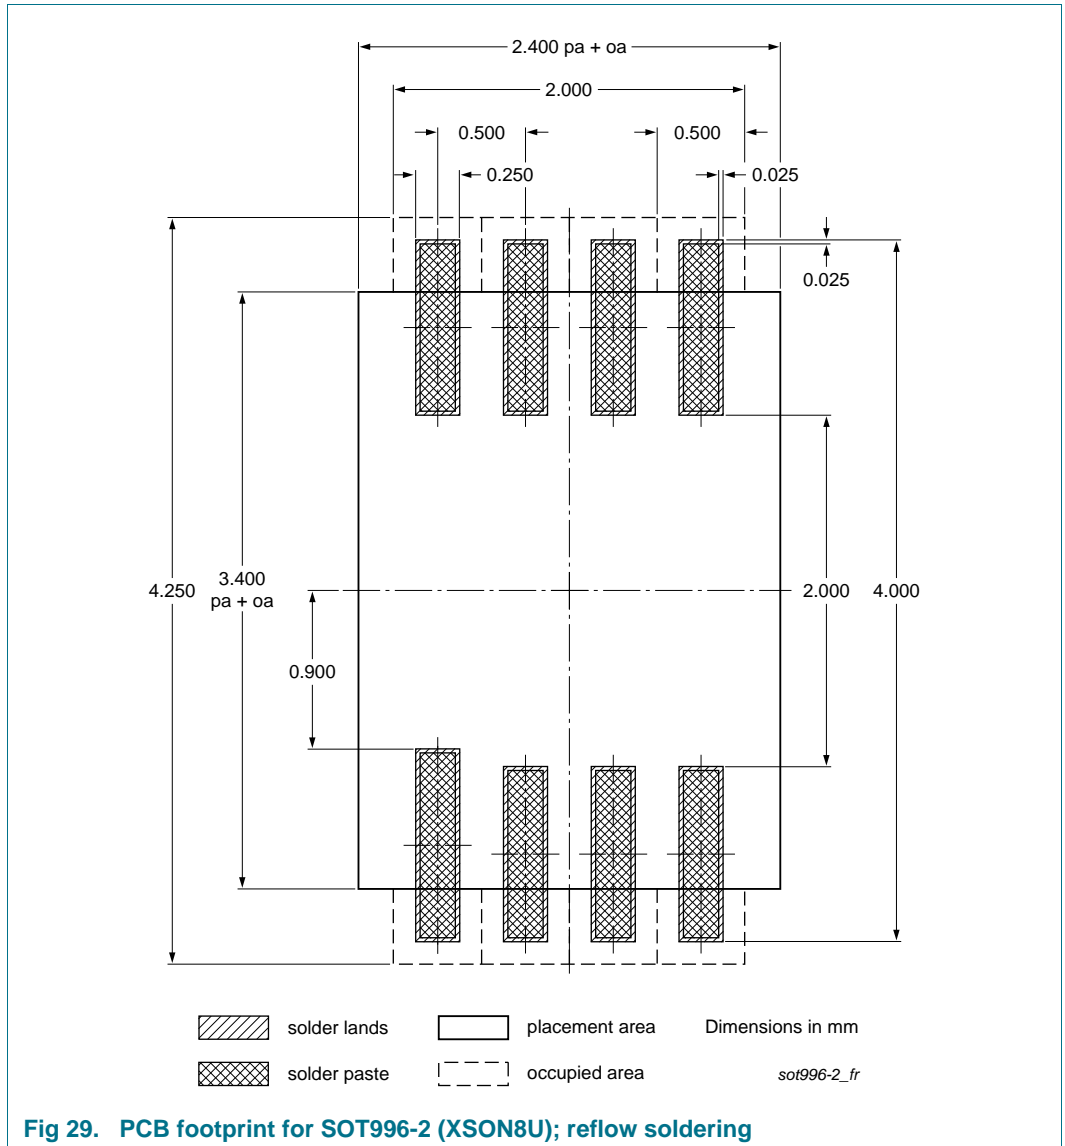 2.400 pa + oa
2.000
0.500
0.500
0.250
0.025
0.025
4.250
3.400
pa + oa
2.000
4.000
0.900
solder lands
placement area
Dimensions in mm
solder paste
occupied area
sot996-2_fr
Fig 29. PCB footprint for SOT996-2 (XSON8U); reflow soldering